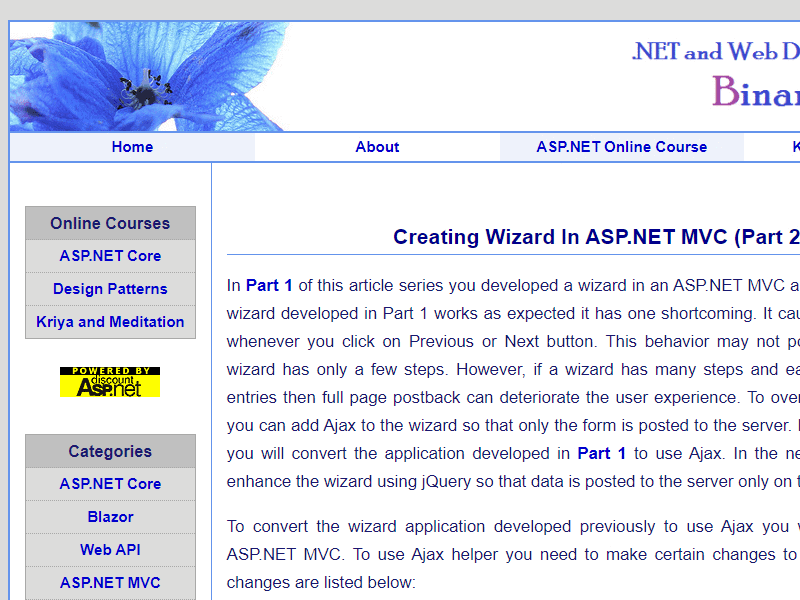 .NET and Web D
Binar
Home
About
ASP.NET Online Course
K
Online Courses
ASP.NET Core
Design Patterns
Kriya and Meditation
POWERED BY
discount
ASP.net
Categories
ASP.NET Core
Blazor
Web API
ASP.NET MVC
Creating Wizard In ASP.NET MVC (Part 2
In Part 1 of this article series you developed a wizard in an ASP.NET MVC a
wizard developed in Part 1 works as expected it has one shortcoming. It cau
whenever you click on Previous or Next button. This behavior may not po
wizard has only a few steps. However, if a wizard has many steps and ea
entries then full page postback can deteriorate the user experience. To over
you can add Ajax to the wizard so that only the form is posted to the server.
you will convert the application developed in Part 1 to use Ajax. In the ne
enhance the wizard using jQuery so that data is posted to the server only on t
To convert the wizard application developed previously to use Ajax you w
ASP.NET MVC. To use Ajax helper you need to make certain changes to
changes are listed below: